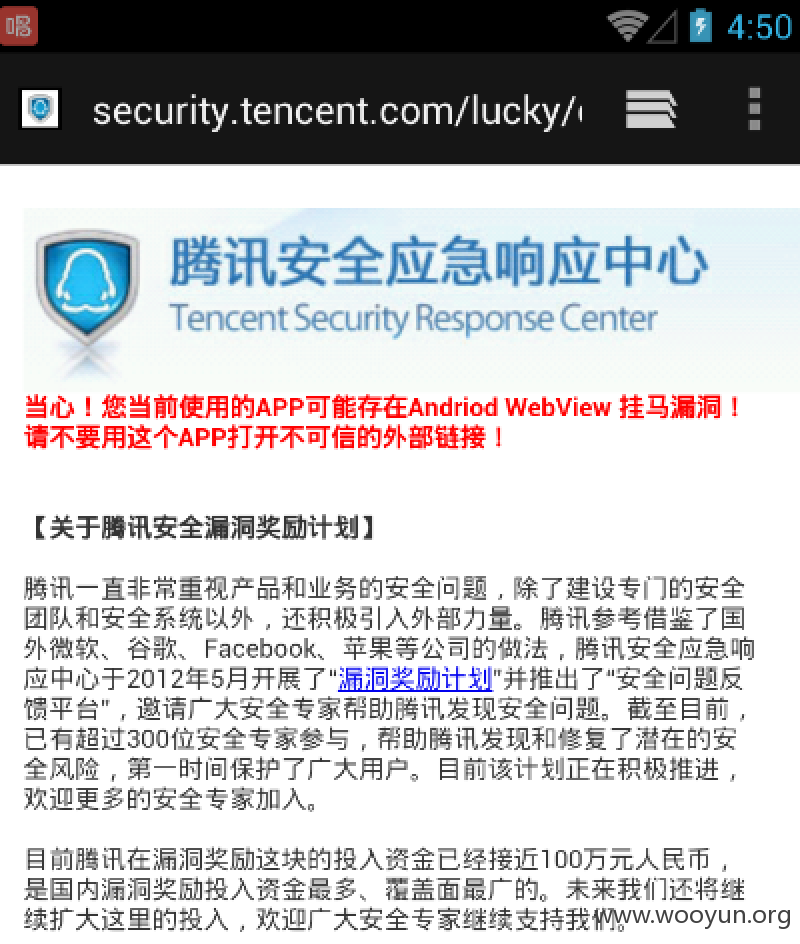 4:50
security.tencent.com/lucky/
腾讯安全应急响应中心
Tencent Security Response Center
当心！您当前使用的APP可能存在Andriod WebView 挂马漏洞！
请不要用这个APP打开不可信的外部链接！
【关于腾讯安全漏洞奖励计划】
腾讯一直非常重视产品和业务的安全问题，除了建设专门的安全
团队和安全系统以外，还积极引入外部力量。腾讯参考借鉴了国
外微软、谷歌、Facebook、苹果等公司的做法，腾讯安全应急响
应中心于2012年5月开展了“漏洞奖励计划”并推出了“安全问题反
馈平台”，邀请广大安全专家帮助腾讯发现安全问题。截至目前，
已有超过300位安全专家参与，帮助腾讯发现和修复了潜在的安
全风险，第一时间保护了广大用户。目前该计划正在积极推进，
欢迎更多的安全专家加入。
目前腾讯在漏洞奖励这块的投入资金已经接近100万元人民币，
是国内漏洞奖励投入资金最多、覆盖面最广的。未来我们还将继
续扩大这里的投入，欢迎广大安全专家继续支持我们。
www.wooyun.org